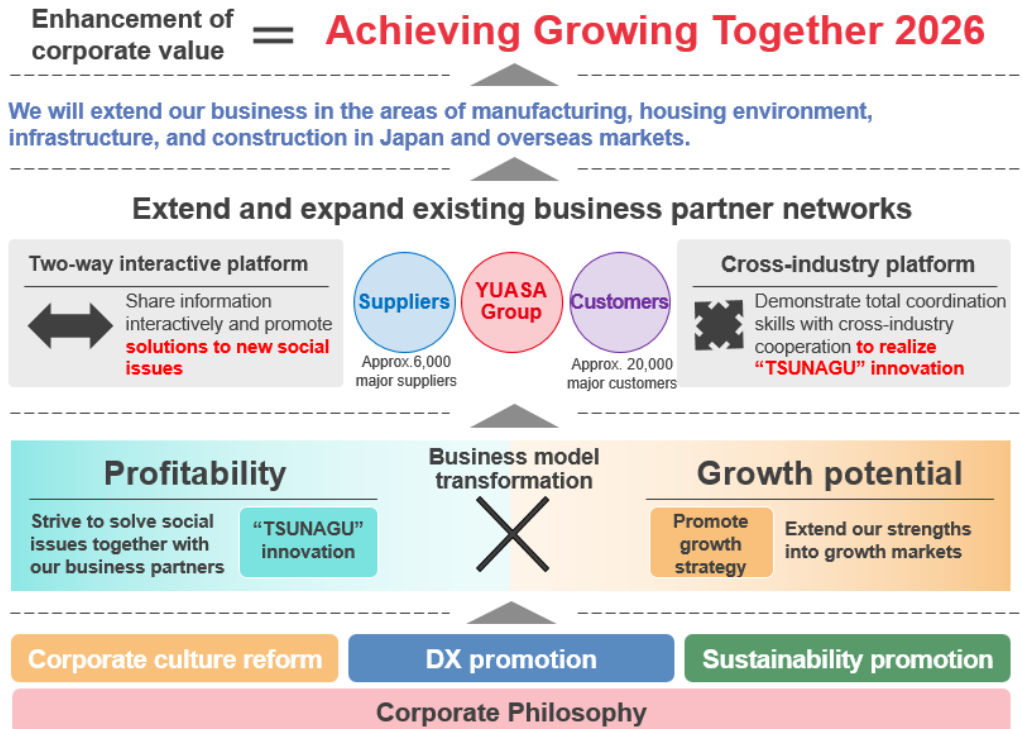 Enhancement of
corporate value
=
Achieving Growing Together 2026
We will extend our business in the areas of manufacturing, housing environment,
infrastructure, and construction in Japan and overseas markets.
Extend and expand existing business partner networks
Two-way interactive platform
Share information
interactively and promote
solutions to new social
issues
Suppliers
Approx.6,000
major suppliers
YUASA
Group
Customers
Approx. 20,000
major customers
Cross-industry platform
Demonstrate total coordination
skills with cross-industry
cooperation to realize
“TSUNAGU” innovation
Profitability
Strive to solve social
issues together with
our business partners
“TSUNAGU”
innovation
Business model
transformation
Growth potential
Promote
growth
strategy
Extend our strengths
into growth markets
Corporate culture reform
DX promotion
Sustainability promotion
Corporate Philosophy